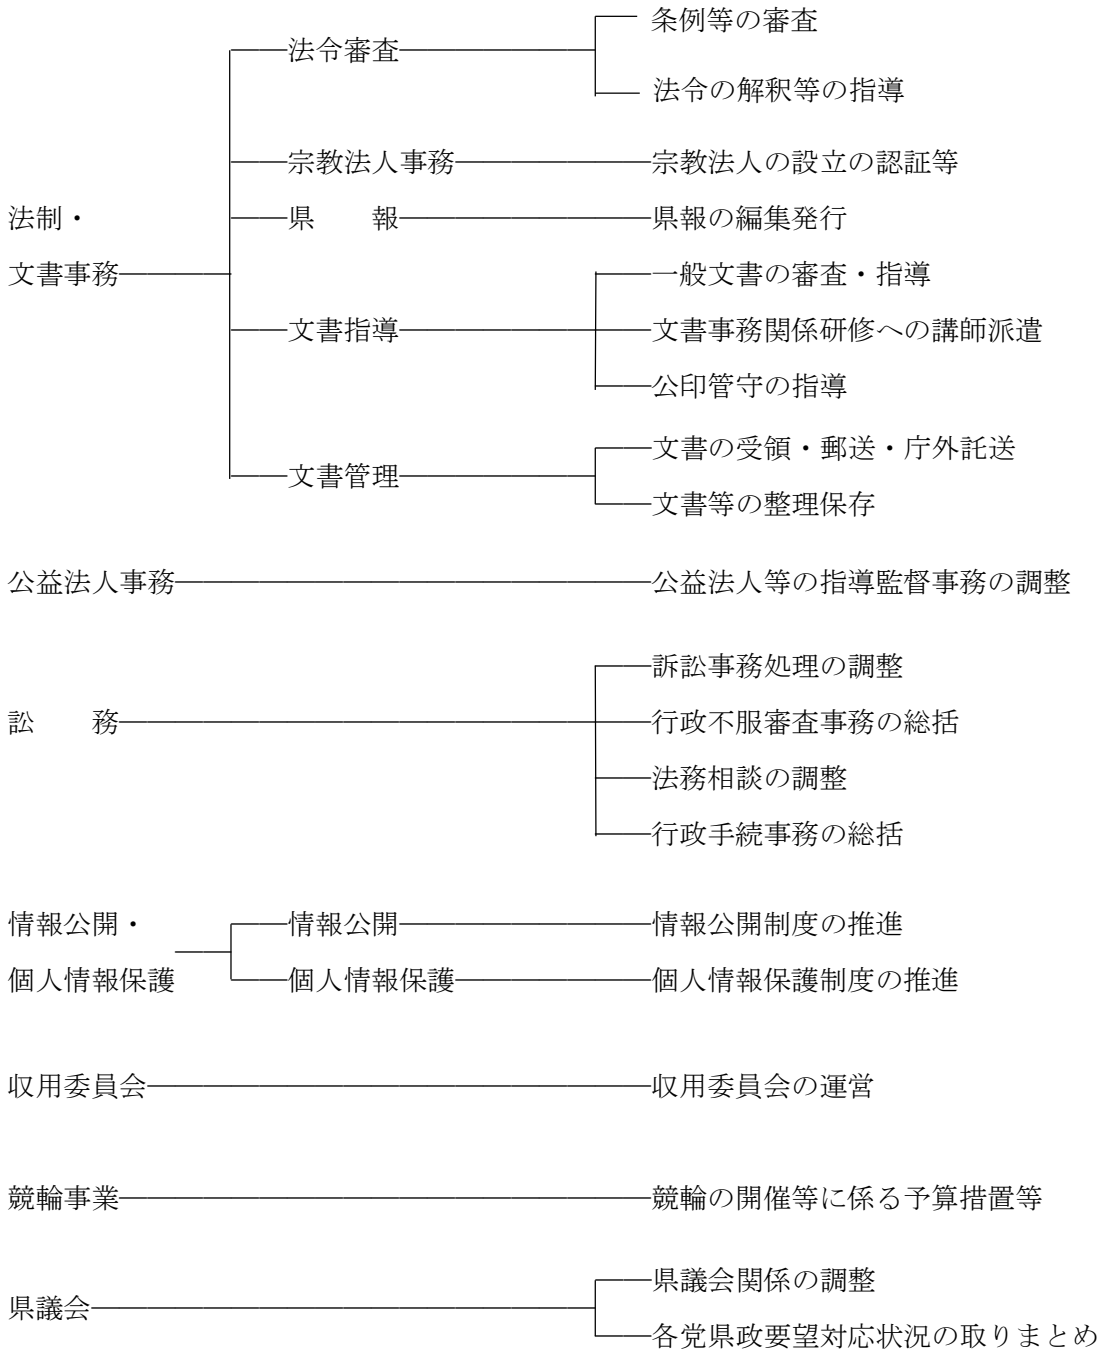 条例等の審査
法令審査
法令の解釈等の指導
宗教法人事務 宗教法人の設立の認証等
法制・ 県　　報 県報の編集発行
文書事務 一般文書の審査・指導
文書指導 文書事務関係研修への講師派遣
公印管守の指導
文書の受領・郵送・庁外託送
文書管理
文書等の整理保存
公益法人事務 公益法人等の指導監督事務の調整
訴訟事務処理の調整
訟　　務 行政不服審査事務の総括
法務相談の調整
行政手続事務の総括
情報公開・ 情報公開 情報公開制度の推進
個人情報保護 個人情報保護 個人情報保護制度の推進
収用委員会 収用委員会の運営
競輪事業 競輪の開催等に係る予算措置等
県議会関係の調整
県議会
各党県政要望対応状況の取りまとめ